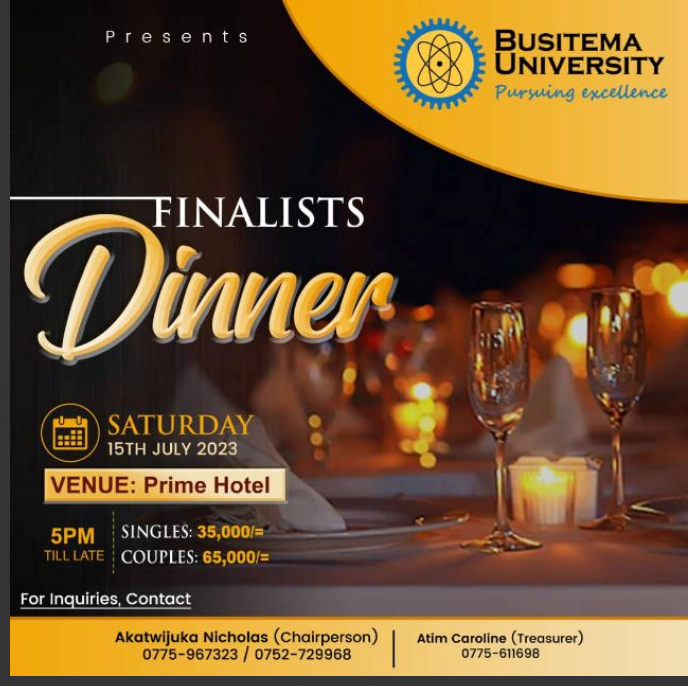 Presents
BUSITEMA
UNIVERSITY
Pursuing excellence
FINALISTS
Dinner
SATURDAY
15TH JULY 2023
VENUE: Prime Hotel
5PM
TILL LATE
SINGLES: 35,000/=
COUPLES: 65,000/=
For Inquiries, Contact
Akatwijuka Nicholas (Chairperson)
0775-967323 / 0752-729968
Atim Caroline (Treasurer)
0775-611698